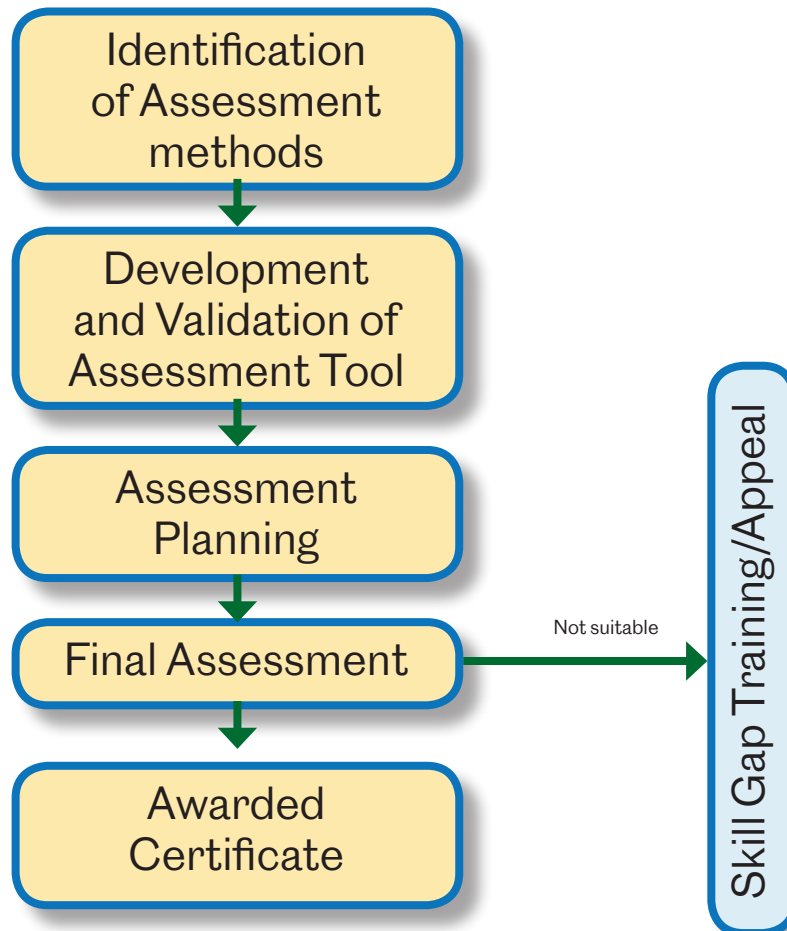 Identification
of Assessment
methods
Development
and Validation of
Assessment Tool
Assessment
Planning
Final Assessment
Not suitable
Skill Gap Training/Appeal
Awarded
Certificate